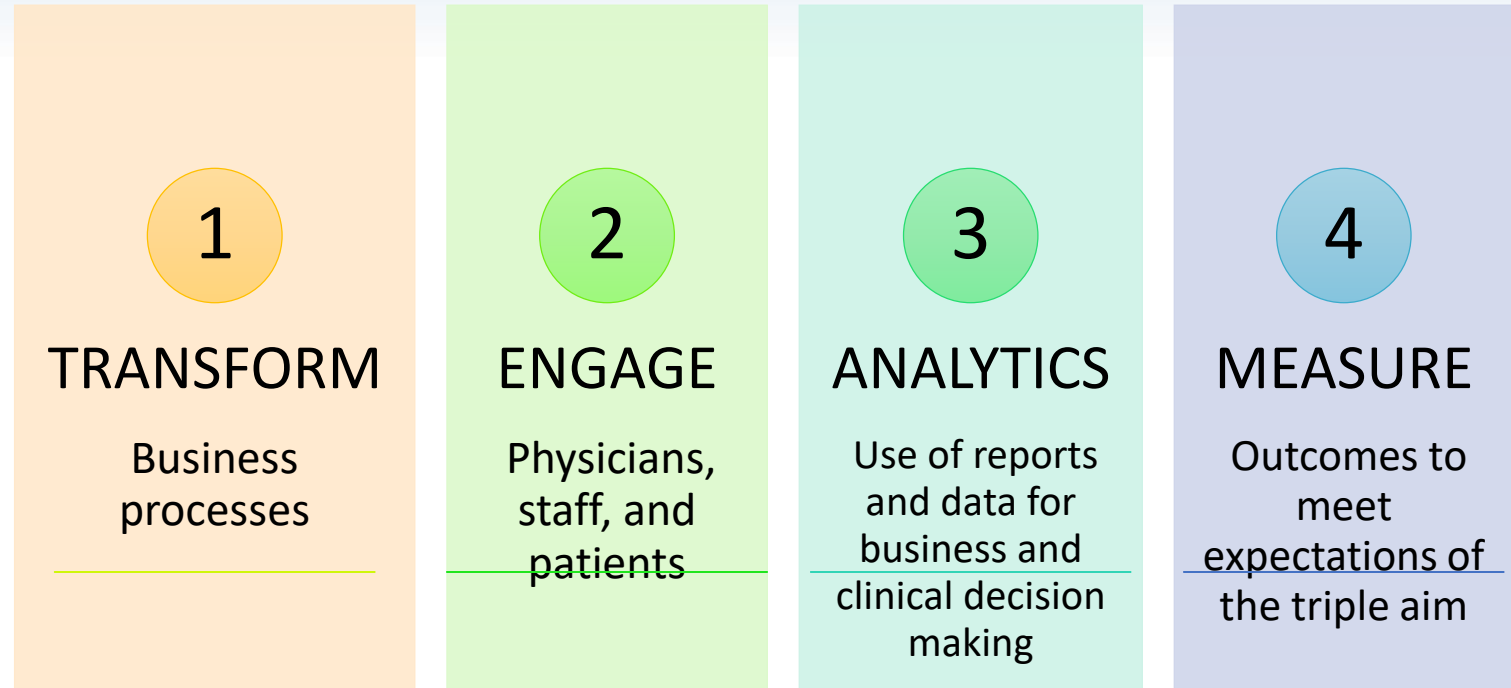 1
TRANSFORM
Business
processes
2
ENGAGE
Physicians,
staff, and
patients
3
ANALYTICS
Use of reports
and data for
business and
clinical decision
making
4
MEASURE
Outcomes to
meet
expectations of
the triple aim